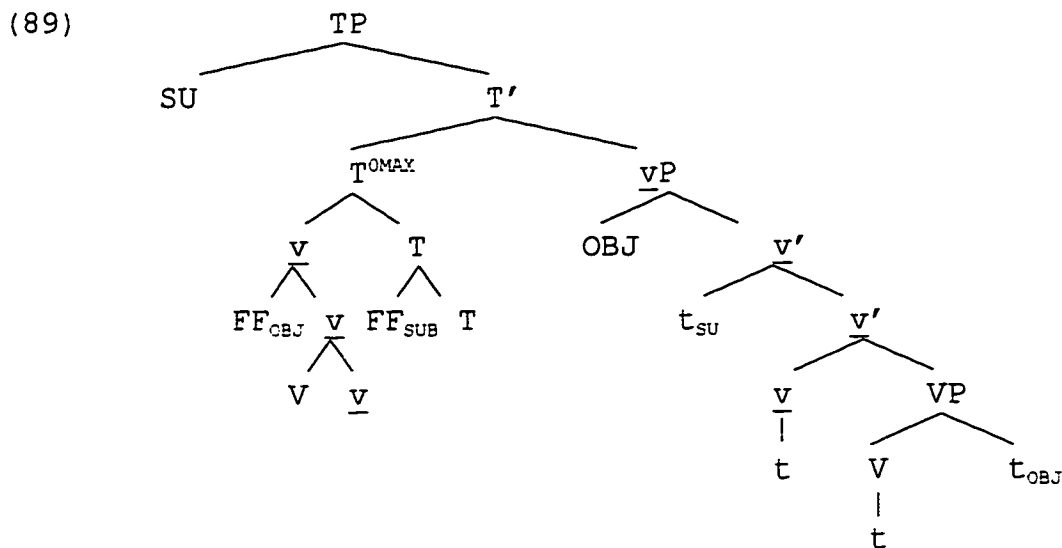 (89) TP
SU T′
T0MAX vP
v T OBJ v′
FFOBJ v FFSUB T tSU v′
V v v VP
t V tOBJ
t